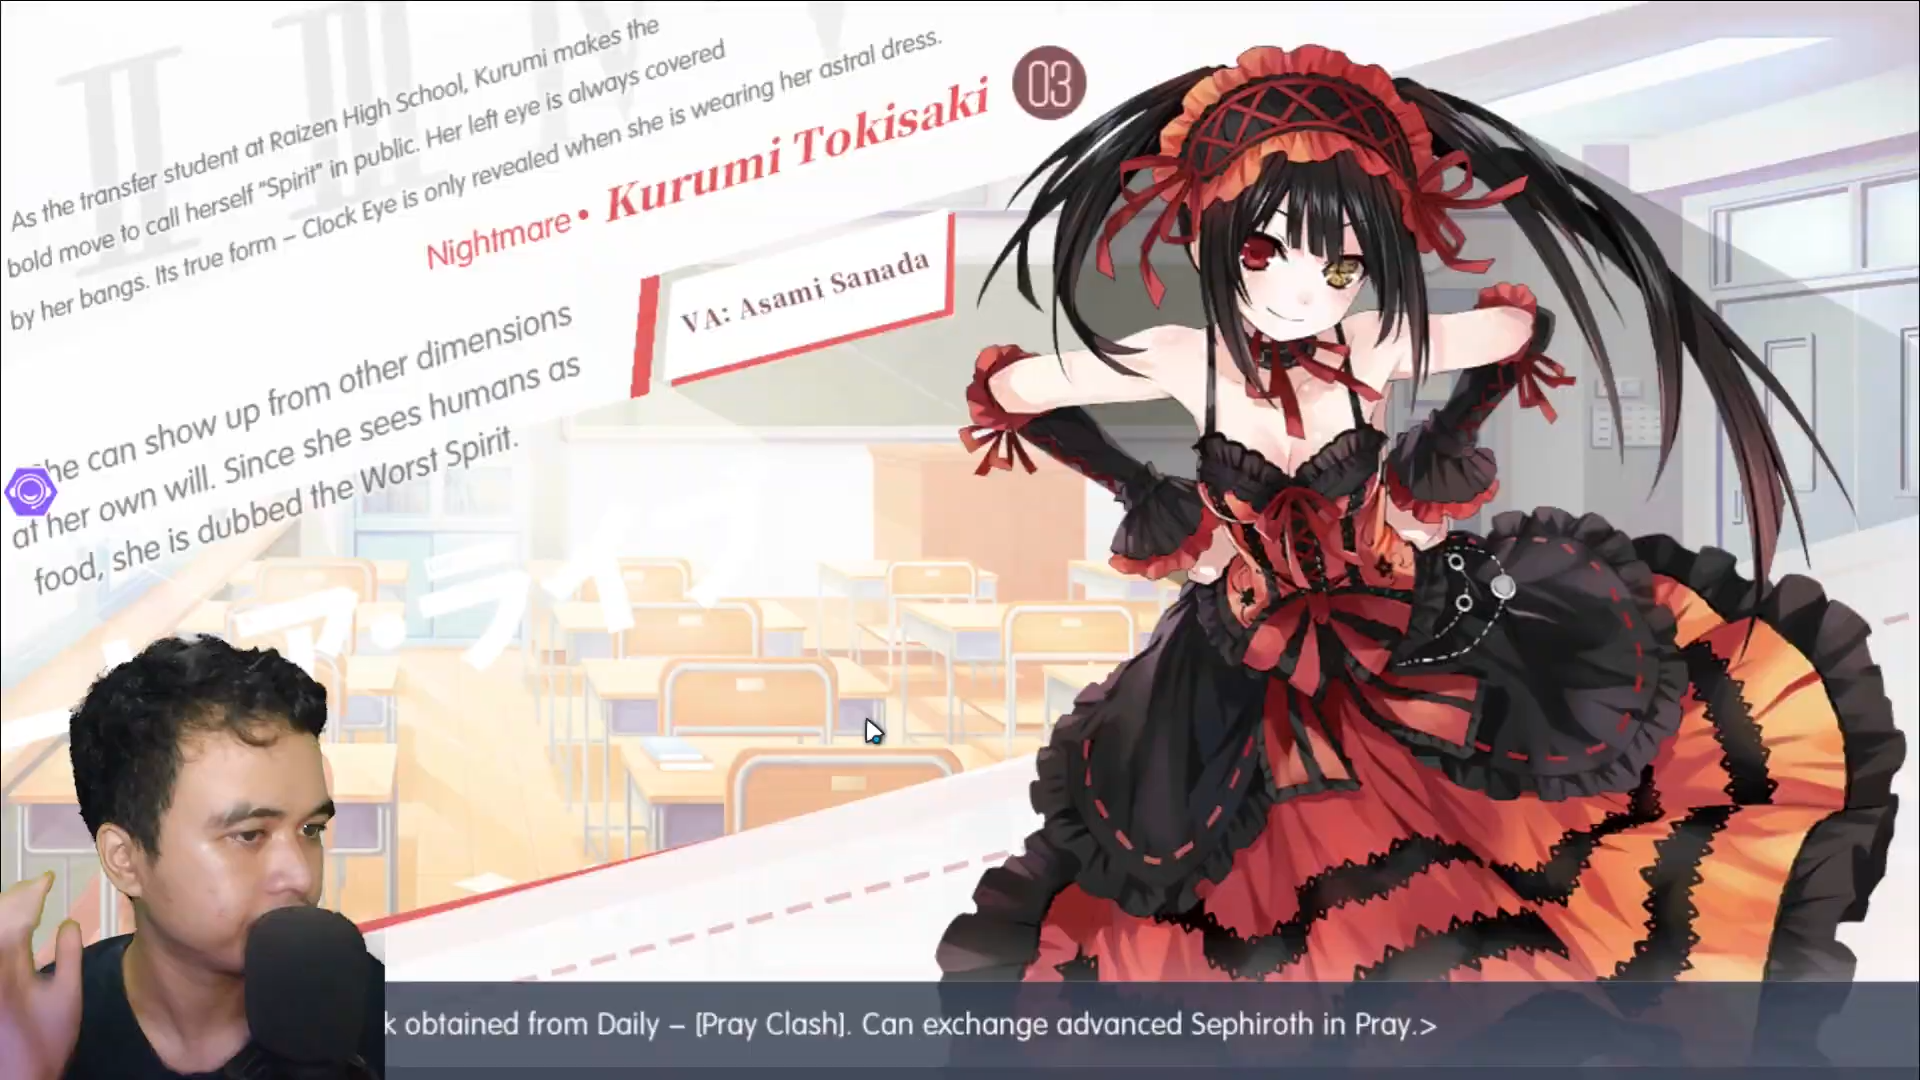 As the transfer student at Raizen High School, Kurumi makes the
bold move to call herself "Spirit" in public. Her left eye is always covered
by her bangs. Its true form – Clock Eye is only revealed when she is wearing her astral dress.
Nightmare • Kurumi Tokisaki
03
VA: Asami Sanada
he can show up from other dimensions
at her own will. Since she sees humans as
food, she is dubbed the Worst Spirit.
ア・ライ
k obtained from Daily – [Pray Clash]. Can exchange advanced Sephiroth in Pray.>